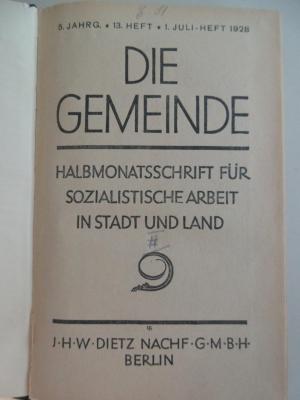 5. JAHRG. • 13. HEFT • 1. JULI-HEFT 1928
DIE
GEMEINDE
HALBMONATSSCHRIFT FÜR
SOZIALISTISCHE ARBEIT
IN STADT UND LAND
#
J·H·W·DIETZ NACHF·G·M·B·H·
BERLIN